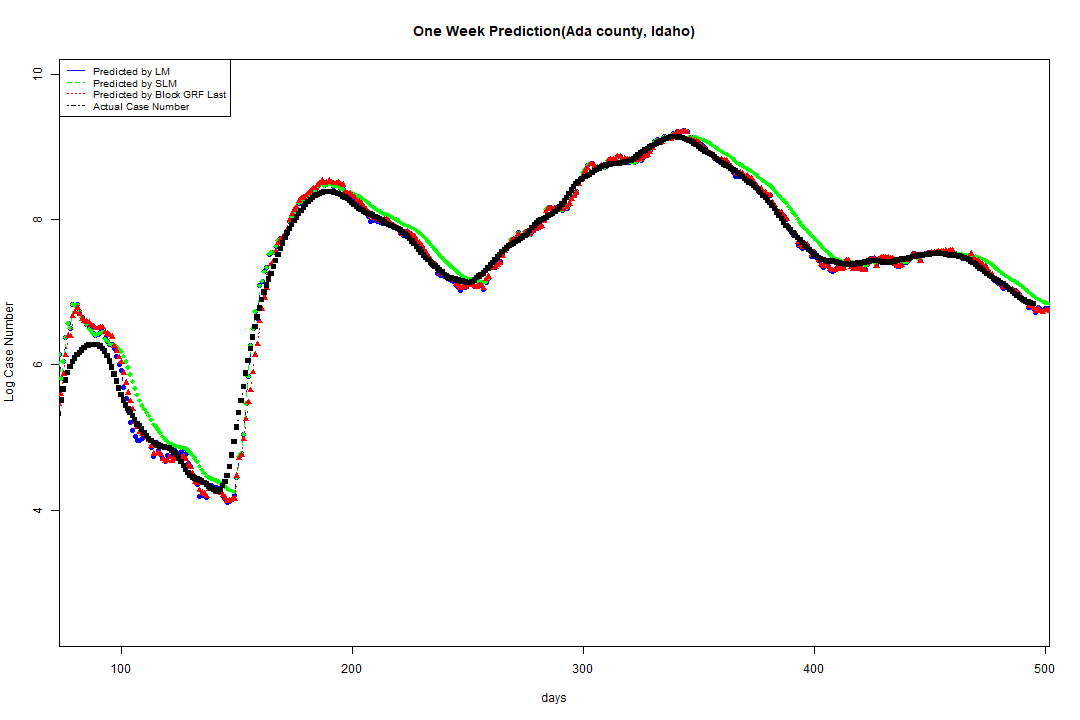 One Week Prediction(Ada county, Idaho)
Predicted by LM
Predicted by SLM
Predicted by Block GRF Last
Actual Case Number
Log Case Number
10
8
6
4
100 200 300 400 500
days